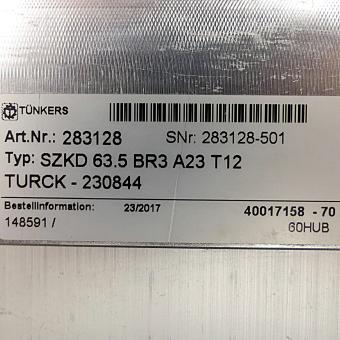 TÜNKERS
Art.Nr.: 283128 SNr: 283128-501
Typ: SZKD 63.5 BR3 A23 T12
TURCK - 230844
Bestellinformation: 23/2017 40017158 - 70
148591 / 60HUB